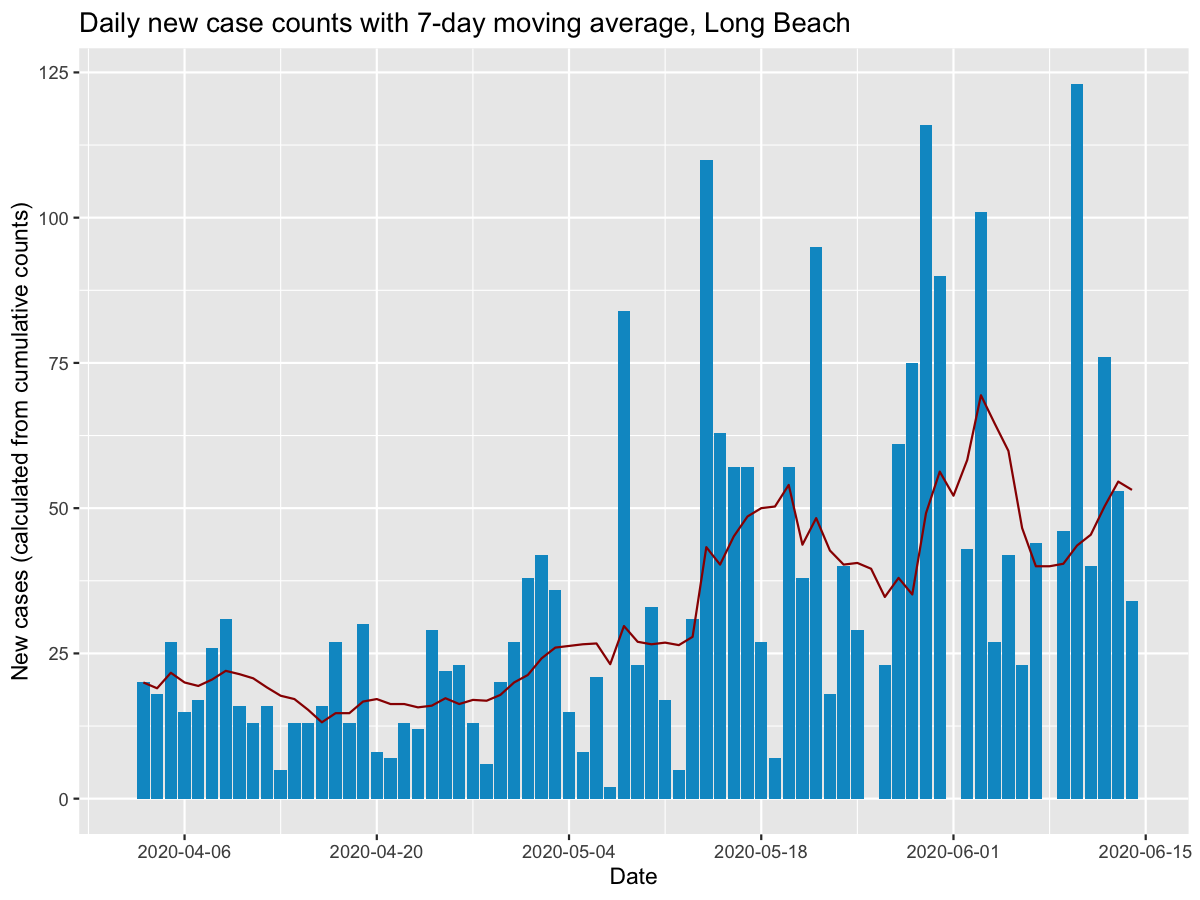 Daily new case counts with 7-day moving average, Long Beach
New cases (calculated from cumulative counts)
125
100
75
50
25
0
2020-04-06 2020-04-20 2020-05-04 2020-05-18 2020-06-01 2020-06-15
Date